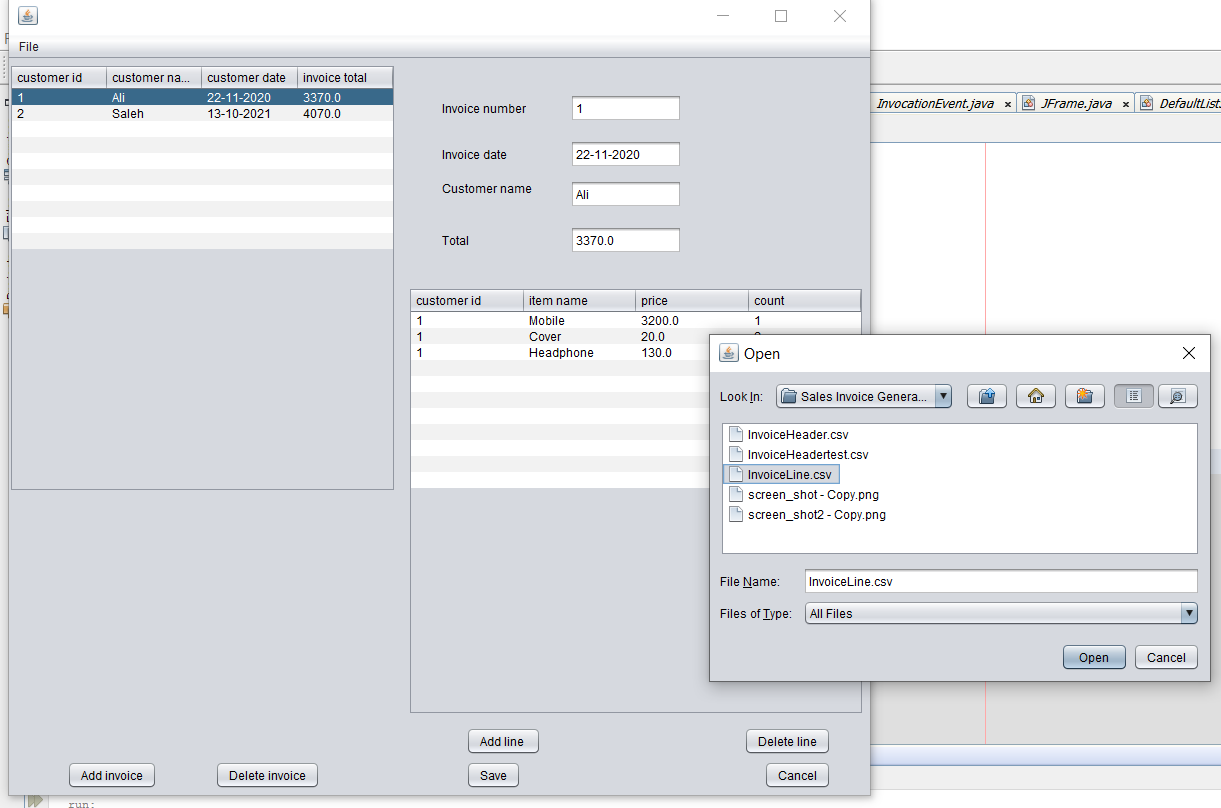 File
customer id customer na... customer date invoice total
1 Ali 22-11-2020 3370.0
2 Saleh 13-10-2021 4070.0
Invoice number 1
Invoice date 22-11-2020
Customer name Ali
Total 3370.0
customer id item name price count
1 Mobile 3200.0 1
1 Cover 20.0
1 Headphone 130.0
Add line Delete line
Add invoice Delete invoice Save Cancel
InvocationEvent.java × JFrame.java × DefaultList
Open
Look In: Sales Invoice Genera...
InvoiceHeader.csv
InvoiceHeadertest.csv
InvoiceLine.csv
screen_shot - Copy.png
screen_shot2 - Copy.png
File Name: InvoiceLine.csv
Files of Type: All Files
Open Cancel
run: